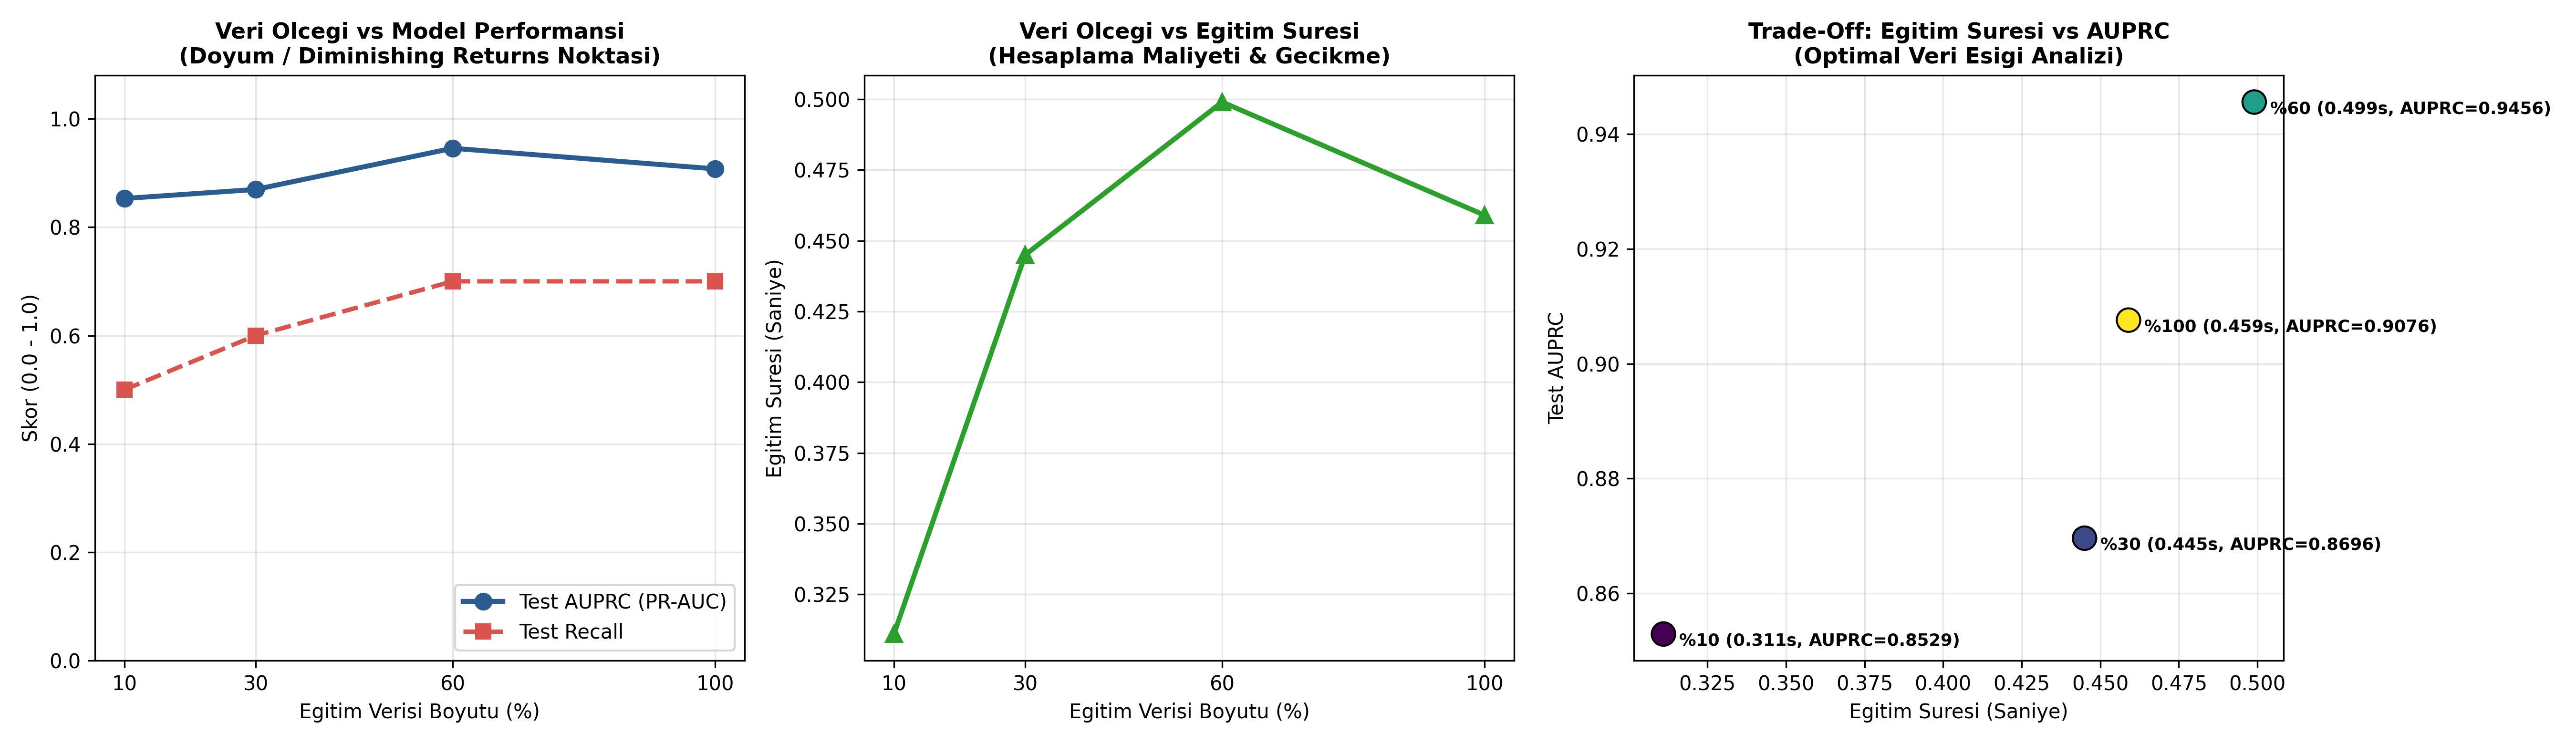 Veri Olcegi vs Model Performansi
(Doyum / Diminishing Returns Noktasi)
1.0
0.8
0.6
0.4
0.2
0.0
Skor (0.0 - 1.0)
Test AUPRC (PR-AUC)
Test Recall
10
30
60
100
Egitim Verisi Boyutu (%)
Veri Olcegi vs Egitim Suresi
(Hesaplama Maliyeti & Gecikme)
0.500
0.475
0.450
0.425
0.400
0.375
0.350
0.325
Egitim Suresi (Saniye)
10
30
60
100
Egitim Verisi Boyutu (%)
Trade-Off: Egitim Suresi vs AUPRC
(Optimal Veri Esigi Analizi)
0.94
0.92
0.90
0.88
0.86
Test AUPRC
%60 (0.499s, AUPRC=0.9456)
%100 (0.459s, AUPRC=0.9076)
%30 (0.445s, AUPRC=0.8696)
%10 (0.311s, AUPRC=0.8529)
0.325
0.350
0.375
0.400
0.425
0.450
0.475
0.500
Egitim Suresi (Saniye)